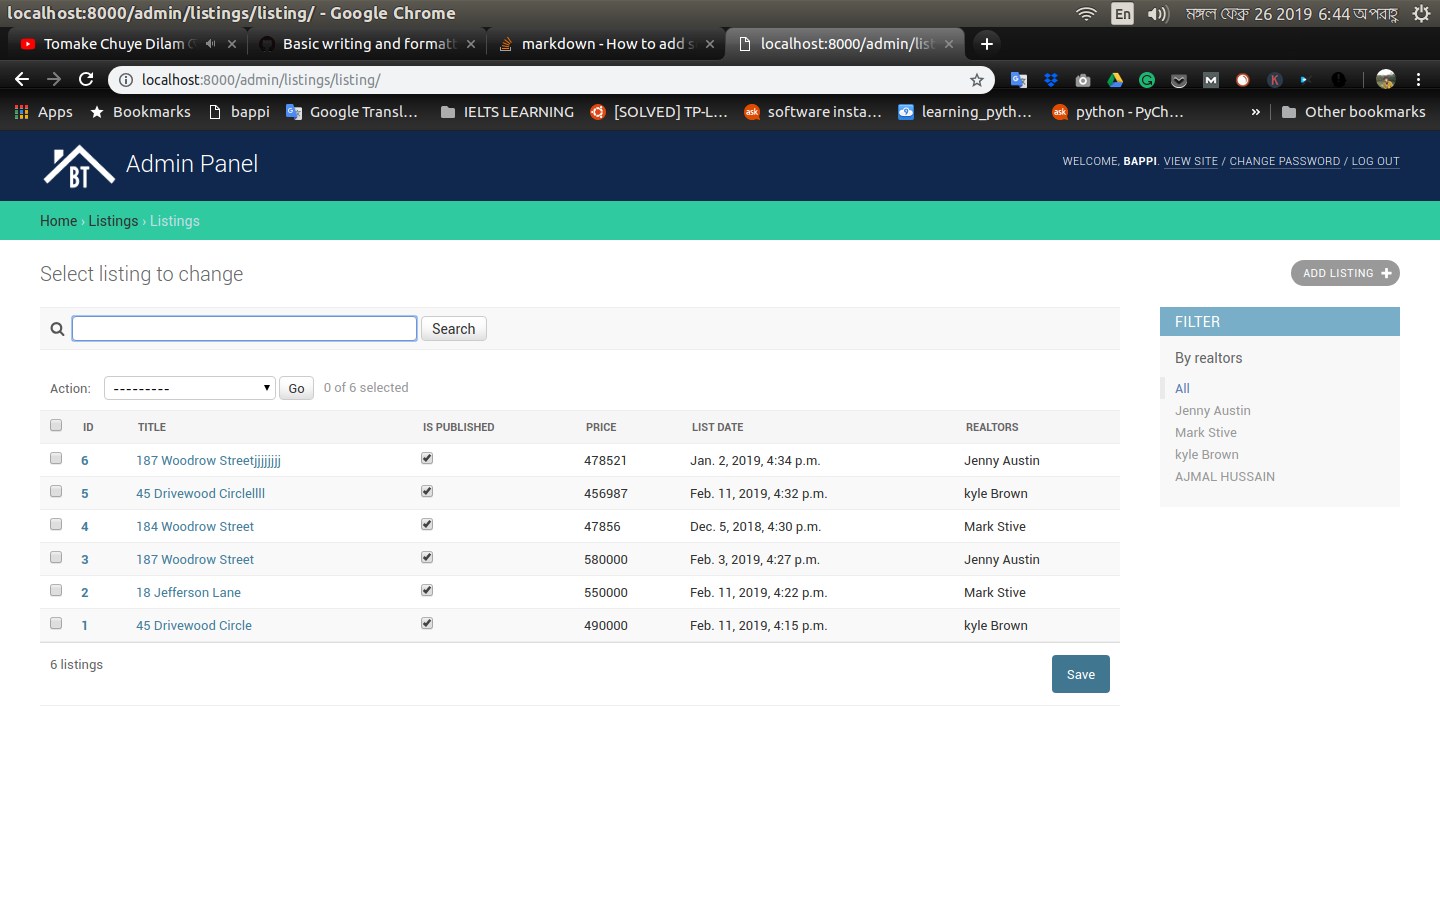 localhost:8000/admin/listings/listing/ - Google Chrome
En মঙ্গল ফেব্রু 26 2019 6:44 অপরাহ্ণ
Tomake Chuye Dilam
Basic writing and formatt
markdown - How to add s
localhost:8000/admin/list
localhost:8000/admin/listings/listing/
Apps Bookmarks bappi Google Transl... IELTS LEARNING [SOLVED] TP-L... software insta... learning_pyth... python - PyCh... » Other bookmarks
BT Admin Panel
WELCOME, BAPPI. VIEW SITE / CHANGE PASSWORD / LOG OUT
Home › Listings › Listings
Select listing to change
ADD LISTING +
Search
Action: --------- Go 0 of 6 selected
ID TITLE IS PUBLISHED PRICE LIST DATE REALTORS
6 187 Woodrow Streetjjjjjjjj 478521 Jan. 2, 2019, 4:34 p.m. Jenny Austin
5 45 Drivewood Circlellll 456987 Feb. 11, 2019, 4:32 p.m. kyle Brown
4 184 Woodrow Street 47856 Dec. 5, 2018, 4:30 p.m. Mark Stive
3 187 Woodrow Street 580000 Feb. 3, 2019, 4:27 p.m. Jenny Austin
2 18 Jefferson Lane 550000 Feb. 11, 2019, 4:22 p.m. Mark Stive
1 45 Drivewood Circle 490000 Feb. 11, 2019, 4:15 p.m. kyle Brown
6 listings
Save
FILTER
By realtors
All
Jenny Austin
Mark Stive
kyle Brown
AJMAL HUSSAIN